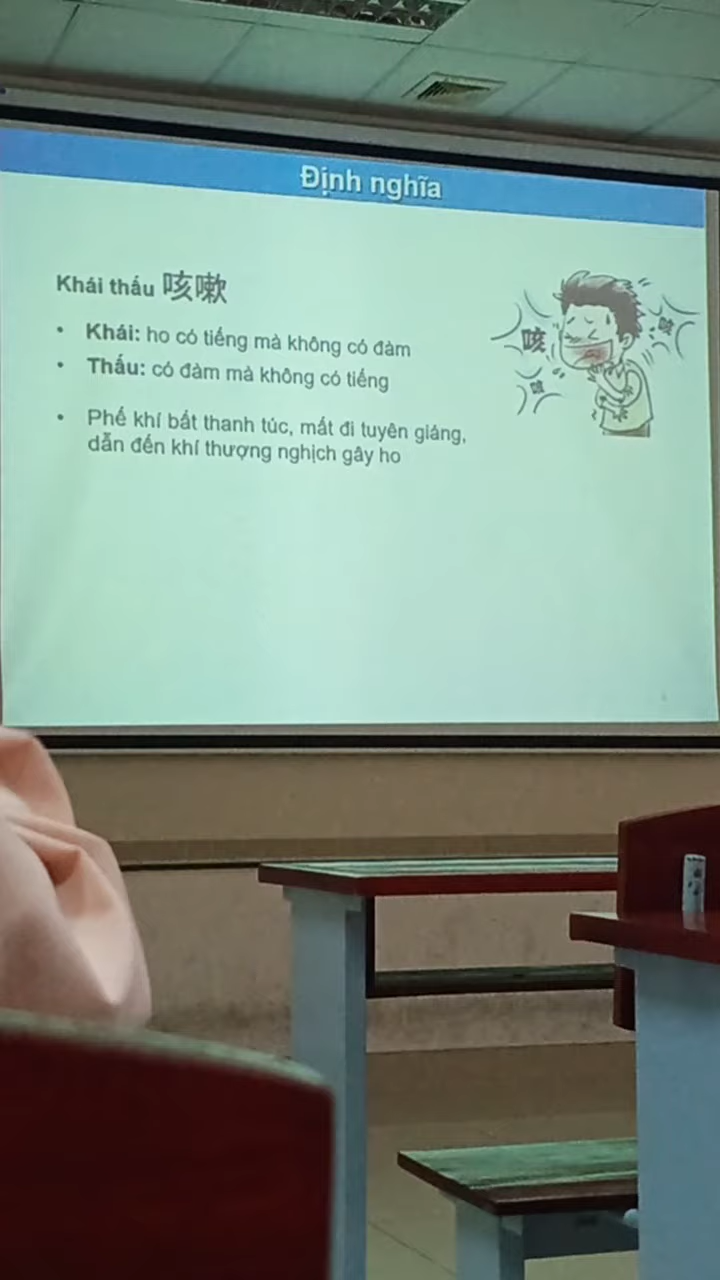 Định nghĩa
Khái thấu 咳嗽
• Khái: ho có tiếng mà không có đàm
• Thấu: có đàm mà không có tiếng
• Phế khí bất thanh túc, mất đi tuyên giáng,
dẫn đến khí thượng nghịch gây ho
咳
咳
咳